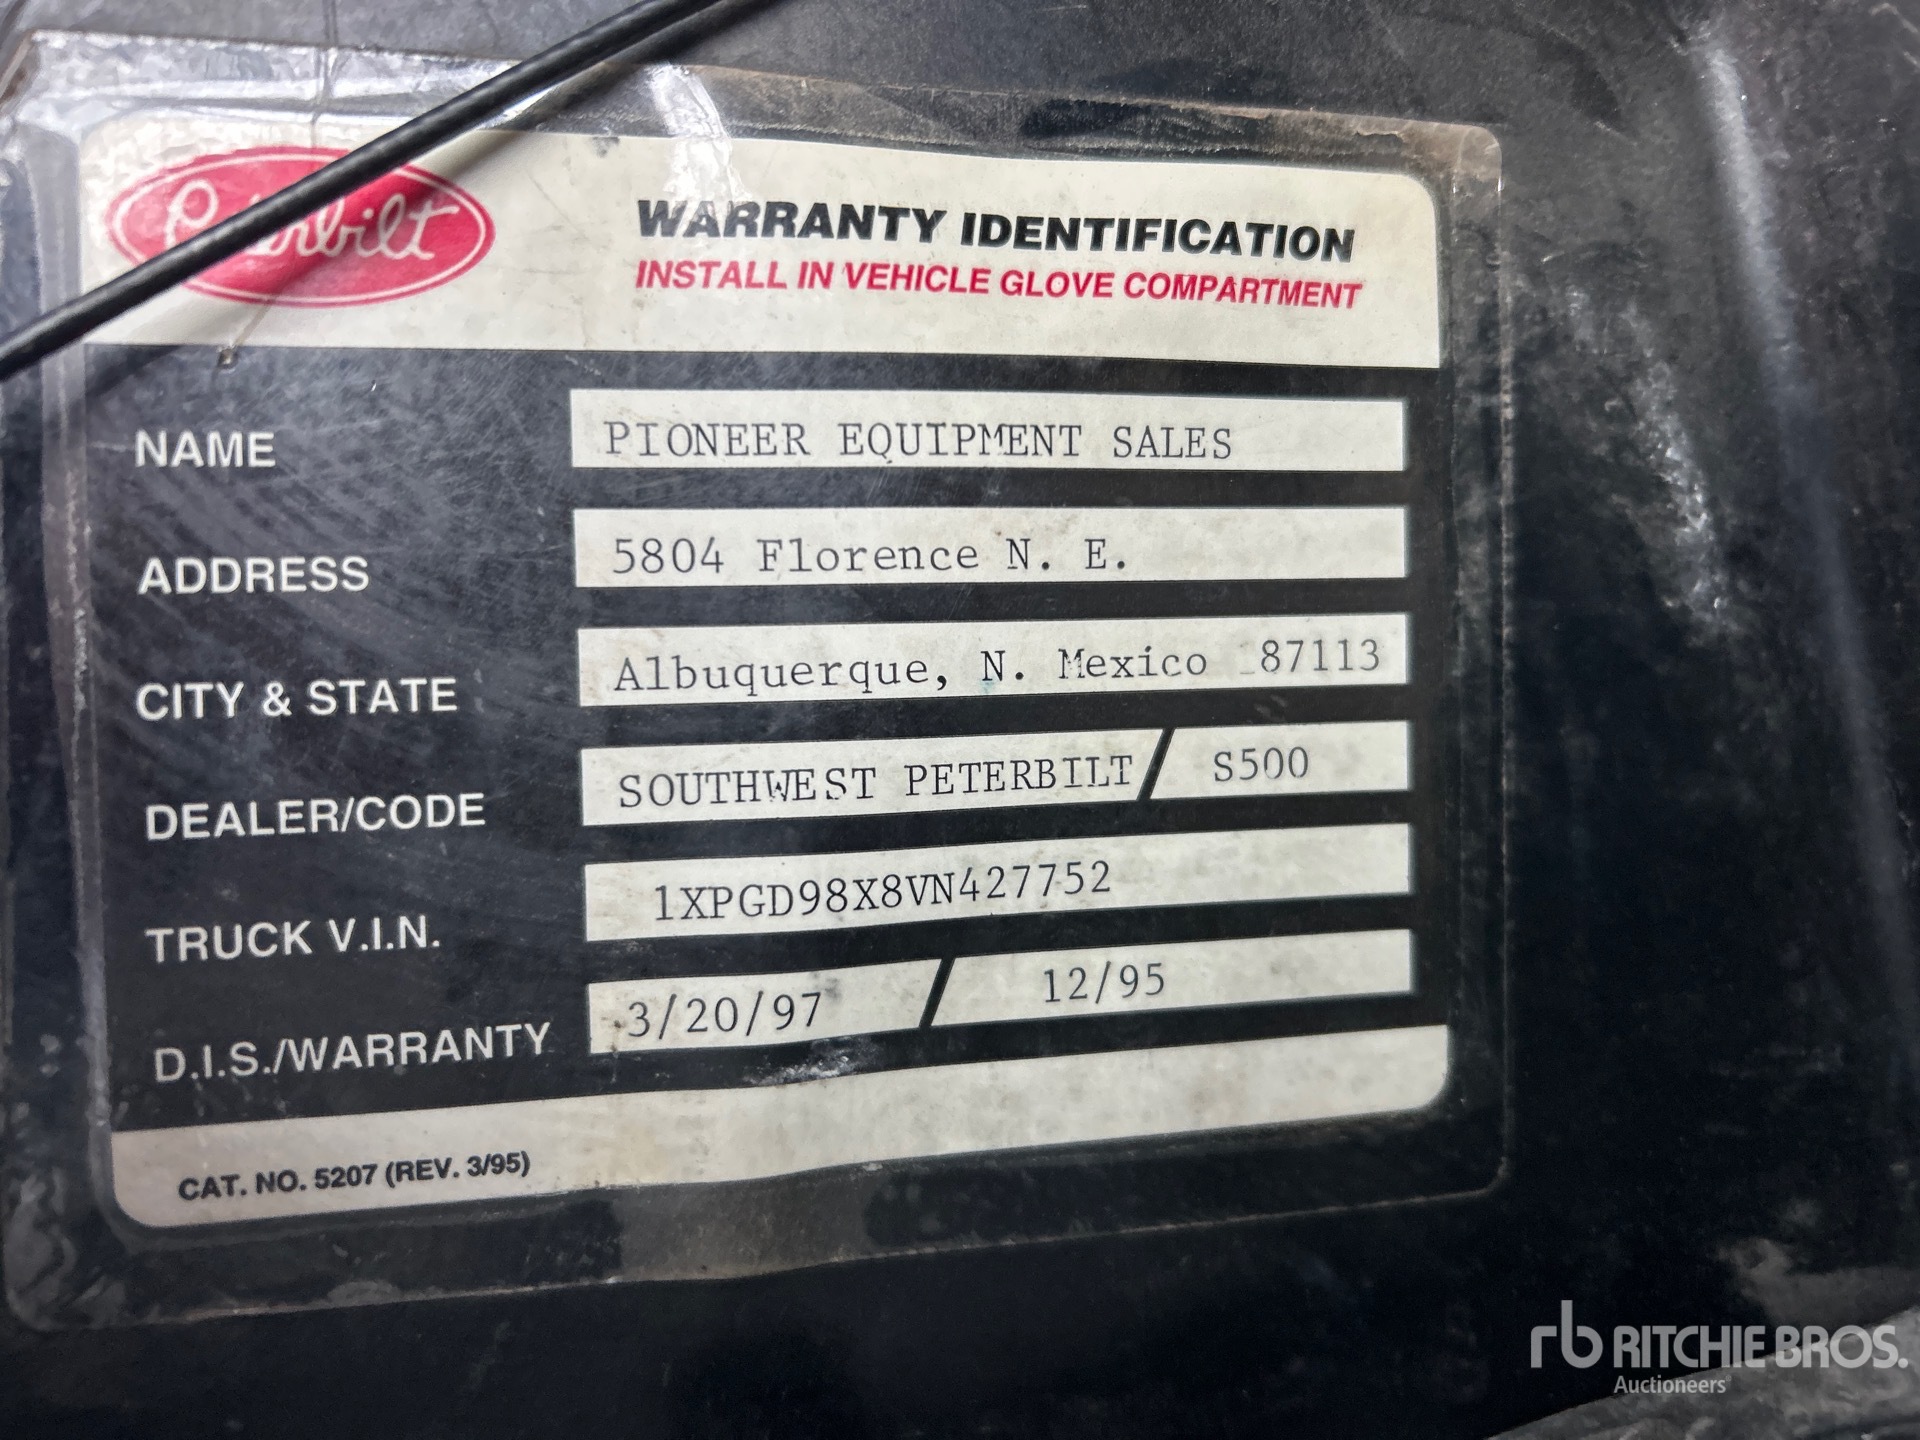 Peterbilt
WARRANTY IDENTIFICATION
INSTALL IN VEHICLE GLOVE COMPARTMENT
NAME PIONEER EQUIPMENT SALES
ADDRESS 5804 Florence N. E.
CITY & STATE Albuquerque, N. Mexico 87113
DEALER/CODE SOUTHWEST PETERBILT / S500
TRUCK V.I.N. 1XPGD98X8VN427752
D.I.S./WARRANTY 3/20/97 / 12/95
CAT. NO. 5207 (REV. 3/95)
rb RITCHIE BROS.
Auctioneers